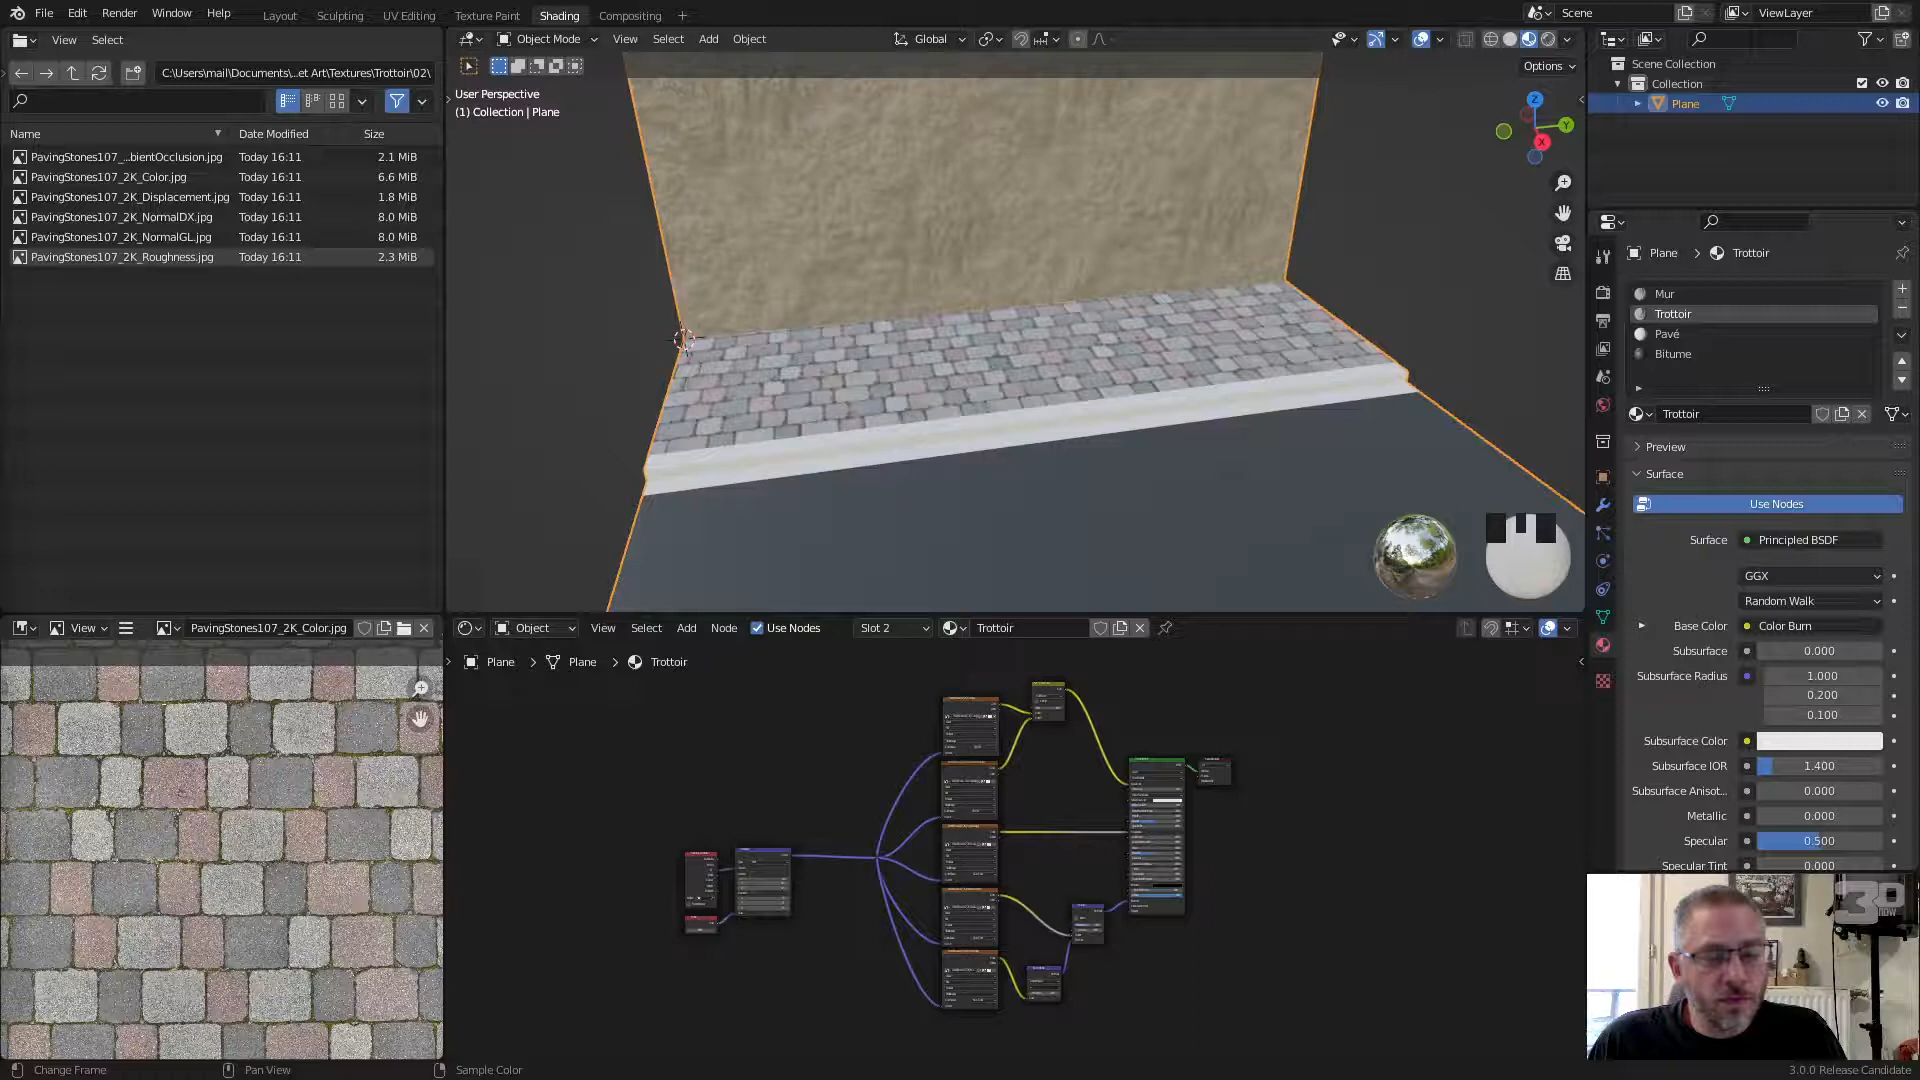 File Edit Render Window Help
Layout Sculpting UV Editing Texture Paint Shading Compositing +
Scene ViewLayer
View Select
Object Mode View Select Add Object Global
C:\Users\mail\Documents\...et Art\Textures\Trottoir\02\
Options
Name Date Modified Size
PavingStones107_...bientOcclusion.jpg Today 16:11 2.1 MiB
PavingStones107_2K_Color.jpg Today 16:11 6.6 MiB
PavingStones107_2K_Displacement.jpg Today 16:11 1.8 MiB
PavingStones107_2K_NormalDX.jpg Today 16:11 8.0 MiB
PavingStones107_2K_NormalGL.jpg Today 16:11 8.0 MiB
PavingStones107_2K_Roughness.jpg Today 16:11 2.3 MiB
User Perspective
(1) Collection | Plane
Z
Y
X
Scene Collection
Collection
Plane
Plane > Trottoir
Mur
Trottoir
Pavé
Bitume
Trottoir
Preview
Surface
Use Nodes
Surface Principled BSDF
GGX
Random Walk
Base Color Color Burn
Subsurface 0.000
Subsurface Radius 1.000
0.200
0.100
Subsurface Color
Subsurface IOR 1.400
Subsurface Anisot... 0.000
Metallic 0.000
Specular 0.500
Specular Tint 0.000
View PavingStones107_2K_Color.jpg
Object View Select Add Node Use Nodes Slot 2 Trottoir
Plane > Plane > Trottoir
Change Frame Pan View Sample Color 3.0.0 Release Candidate